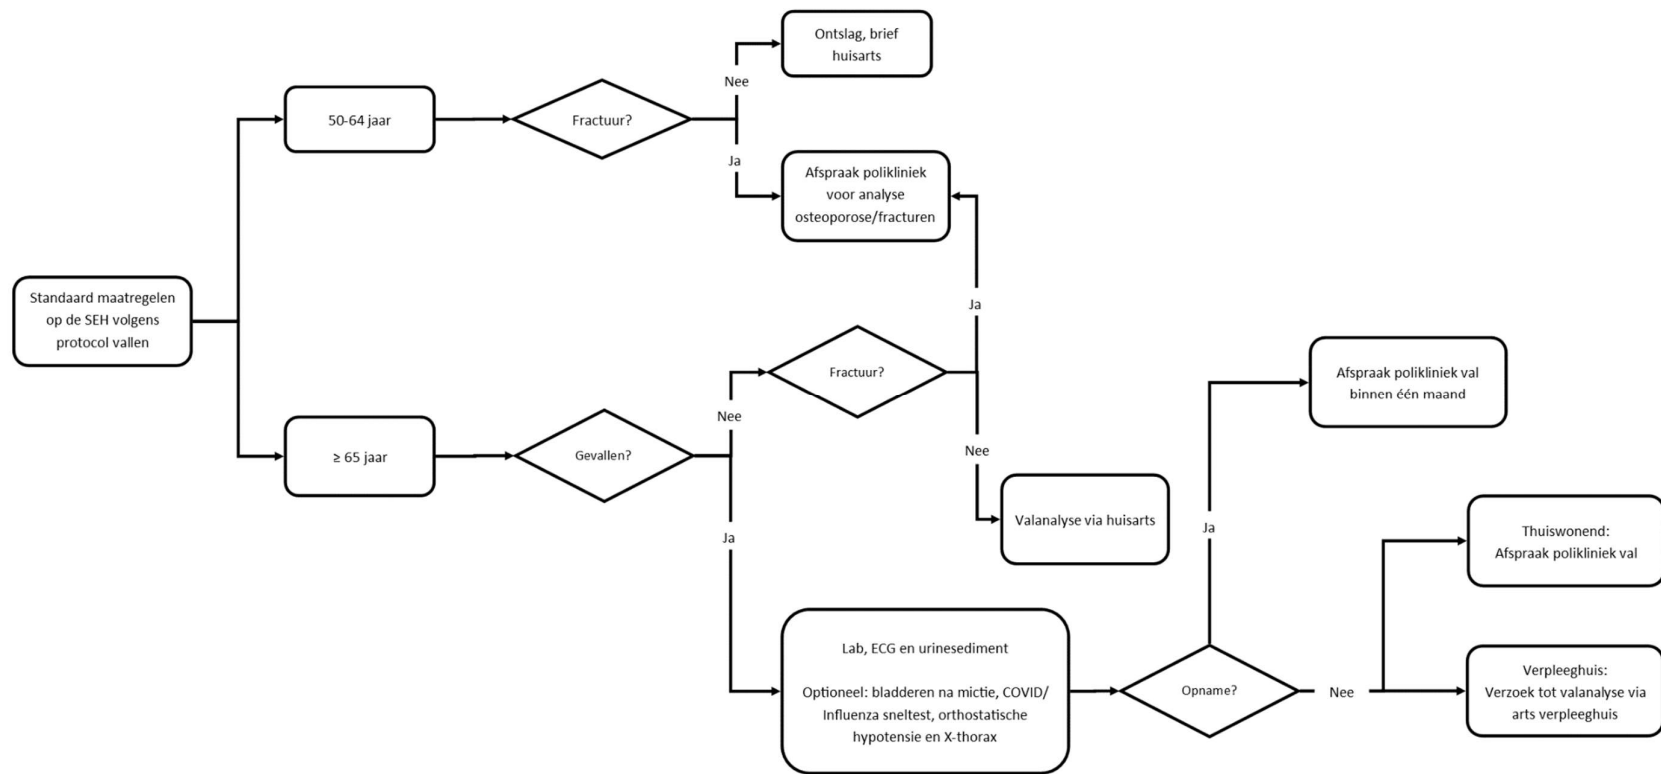 Standaard maatregelen
op de SEH volgens
protocol vallen
50-64 jaar
Fractuur?
Nee
Ontslag, brief
huisarts
Ja
Afspraak polikliniek
voor analyse
osteoporose/fracturen
≥ 65 jaar
Gevallen?
Nee
Fractuur?
Ja
Nee
Valanalyse via huisarts
Ja
Lab, ECG en urinesediment
Optioneel: bladderen na mictie, COVID/
Influenza sneltest, orthostatische
hypotensie en X-thorax
Opname?
Ja
Afspraak polikliniek val
binnen één maand
Nee
Thuiswonend:
Afspraak polikliniek val
Verpleeghuis:
Verzoek tot valanalyse via
arts verpleeghuis